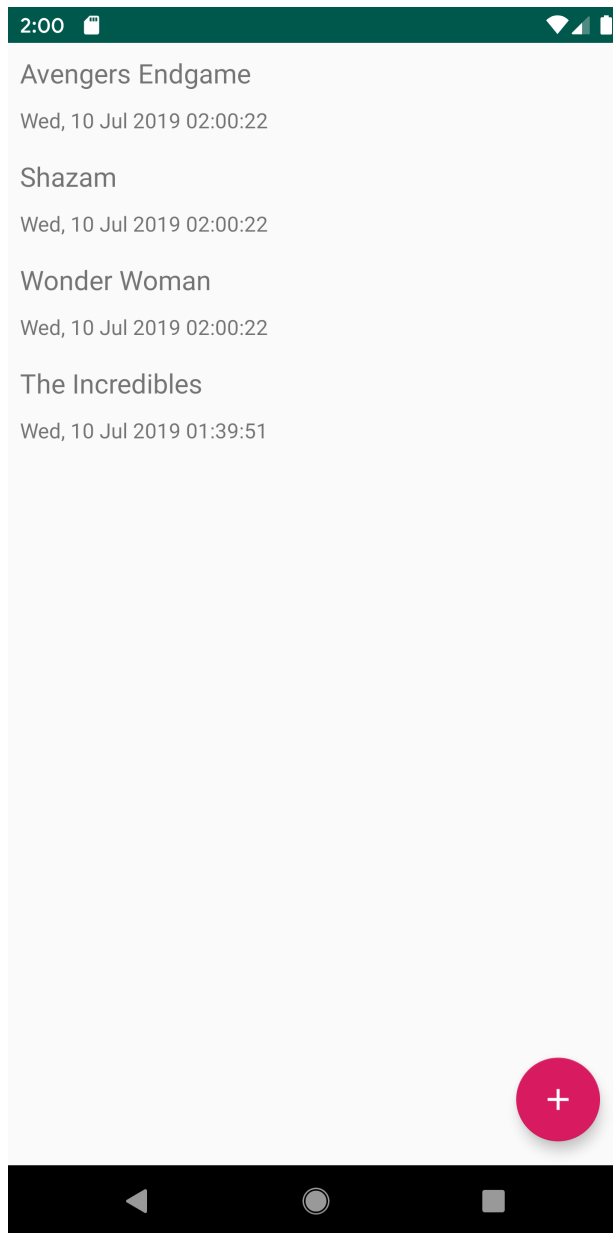 2:00
Avengers Endgame
Wed, 10 Jul 2019 02:00:22
Shazam
Wed, 10 Jul 2019 02:00:22
Wonder Woman
Wed, 10 Jul 2019 02:00:22
The Incredibles
Wed, 10 Jul 2019 01:39:51
+